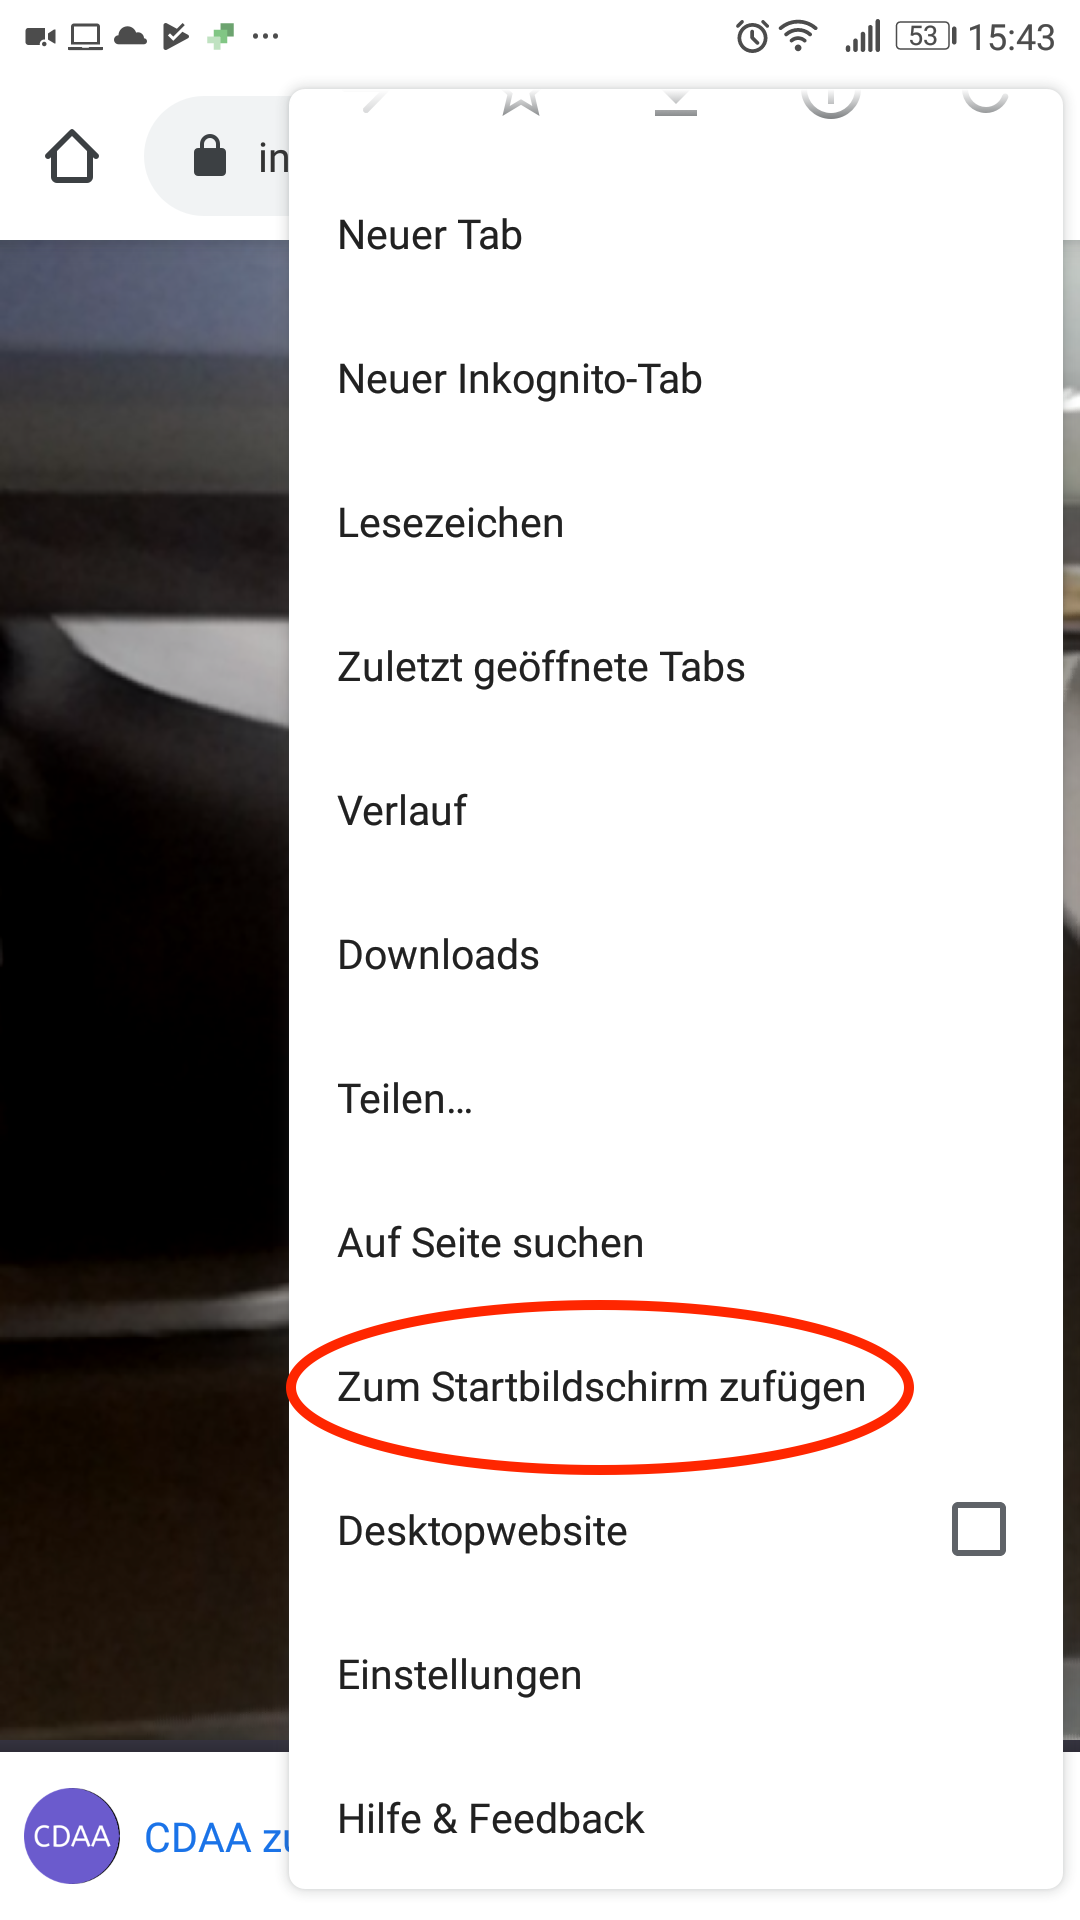 53 15:43
in
Neuer Tab
Neuer Inkognito-Tab
Lesezeichen
Zuletzt geöffnete Tabs
Verlauf
Downloads
Teilen…
Auf Seite suchen
Zum Startbildschirm zufügen
Desktopwebsite
Einstellungen
Hilfe & Feedback
CDAA CDAA zu